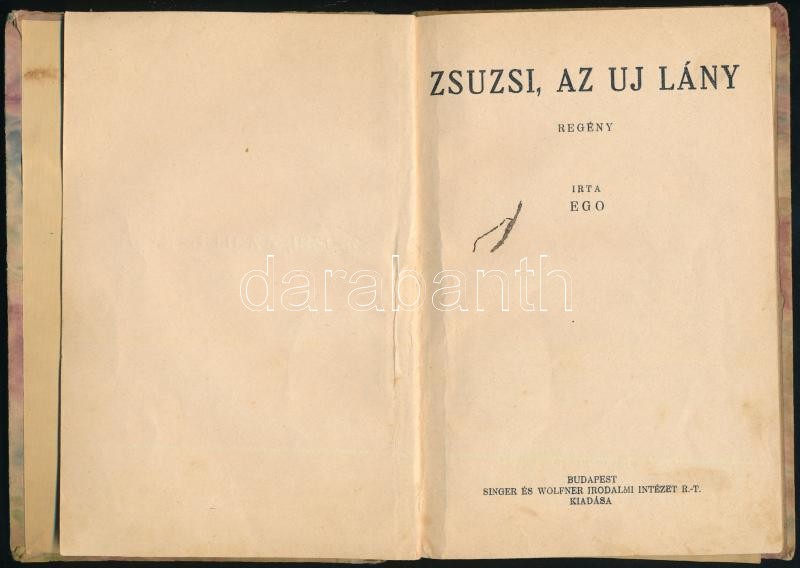 ZSUZSI, AZ UJ LÁNY
REGÉNY
IRTA
EGO
darabanth
BUDAPEST
SINGER ÉS WOLFNER IRODALMI INTÉZET R.-T.
KIADÁSA